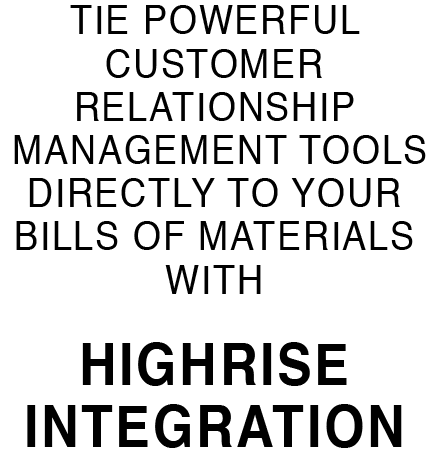 TIE POWERFUL
CUSTOMER
RELATIONSHIP
MANAGEMENT TOOLS
DIRECTLY TO YOUR
BILLS OF MATERIALS
WITH
HIGHRISE
INTEGRATION